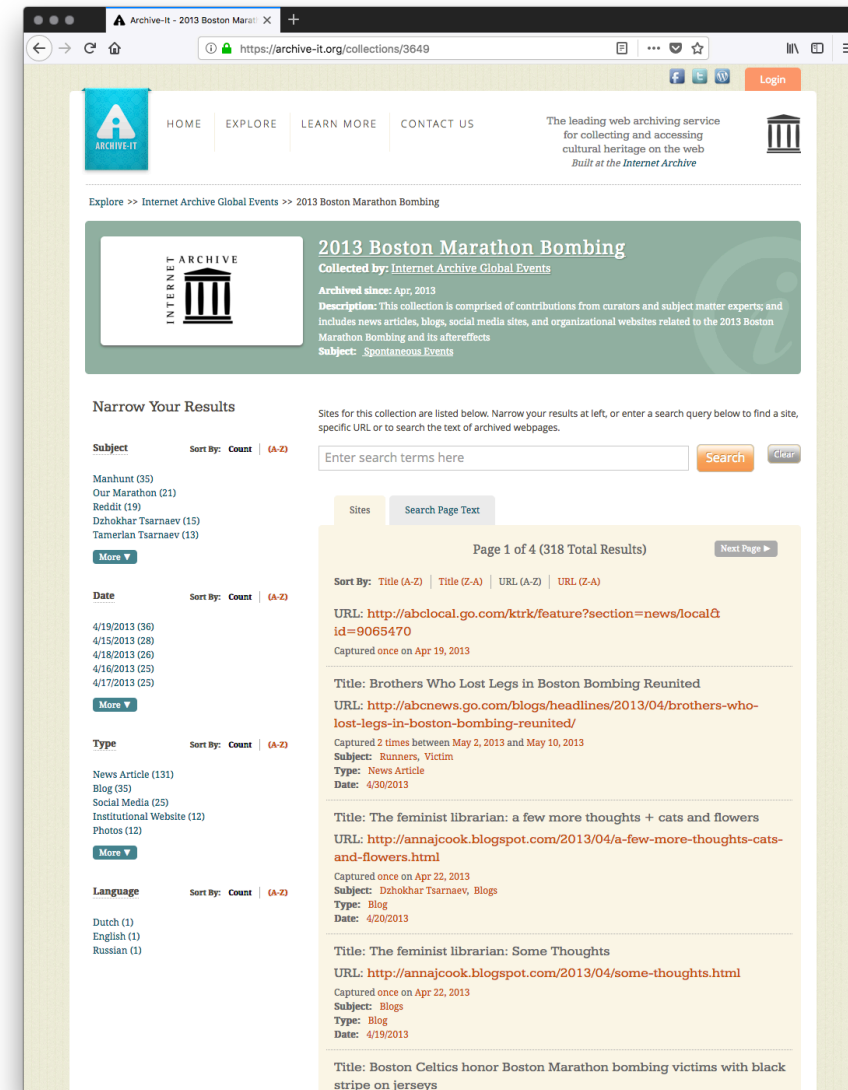 Archive-It - 2013 Boston Marat
https://archive-it.org/collections/3649
Login
ARCHIVE-IT
HOME
EXPLORE
LEARN MORE
CONTACT US
The leading web archiving service
for collecting and accessing
cultural heritage on the web
Built at the Internet Archive
Explore >> Internet Archive Global Events >> 2013 Boston Marathon Bombing
INTERNET ARCHIVE
2013 Boston Marathon Bombing
Collected by: Internet Archive Global Events
Archived since: Apr, 2013
Description: This collection is comprised of contributions from curators and subject matter experts; and
includes news articles, blogs, social media sites, and organizational websites related to the 2013 Boston
Marathon Bombing and its aftereffects
Subject: Spontaneous Events
Narrow Your Results
Subject Sort By: Count (A-Z)
Manhunt (35)
Our Marathon (21)
Reddit (19)
Dzhokhar Tsarnaev (15)
Tamerlan Tsarnaev (13)
More ▼
Date Sort By: Count (A-Z)
4/19/2013 (36)
4/15/2013 (28)
4/18/2013 (26)
4/16/2013 (25)
4/17/2013 (25)
More ▼
Type Sort By: Count (A-Z)
News Article (131)
Blog (35)
Social Media (25)
Institutional Website (12)
Photos (12)
More ▼
Language Sort By: Count (A-Z)
Dutch (1)
English (1)
Russian (1)
Sites for this collection are listed below. Narrow your results at left, or enter a search query below to find a site,
specific URL or to search the text of archived webpages.
Enter search terms here
Search
Clear
Sites
Search Page Text
Page 1 of 4 (318 Total Results)
Next Page ►
Sort By: Title (A-Z) Title (Z-A) URL (A-Z) URL (Z-A)
URL: http://abclocal.go.com/ktrk/feature?section=news/local&
id=9065470
Captured once on Apr 19, 2013
Title: Brothers Who Lost Legs in Boston Bombing Reunited
URL: http://abcnews.go.com/blogs/headlines/2013/04/brothers-who-
lost-legs-in-boston-bombing-reunited/
Captured 2 times between May 2, 2013 and May 10, 2013
Subject: Runners, Victim
Type: News Article
Date: 4/30/2013
Title: The feminist librarian: a few more thoughts + cats and flowers
URL: http://annajcook.blogspot.com/2013/04/a-few-more-thoughts-cats-
and-flowers.html
Captured once on Apr 22, 2013
Subject: Dzhokhar Tsarnaev, Blogs
Type: Blog
Date: 4/20/2013
Title: The feminist librarian: Some Thoughts
URL: http://annajcook.blogspot.com/2013/04/some-thoughts.html
Captured once on Apr 22, 2013
Subject: Blogs
Type: Blog
Date: 4/19/2013
Title: Boston Celtics honor Boston Marathon bombing victims with black
stripe on jerseys